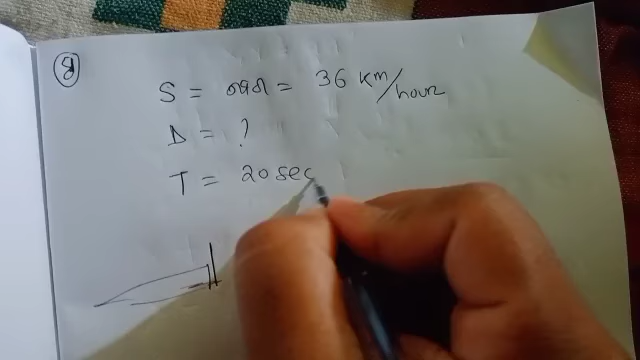 8
S = = 36 km/hour
D = ?
T = 20 sec